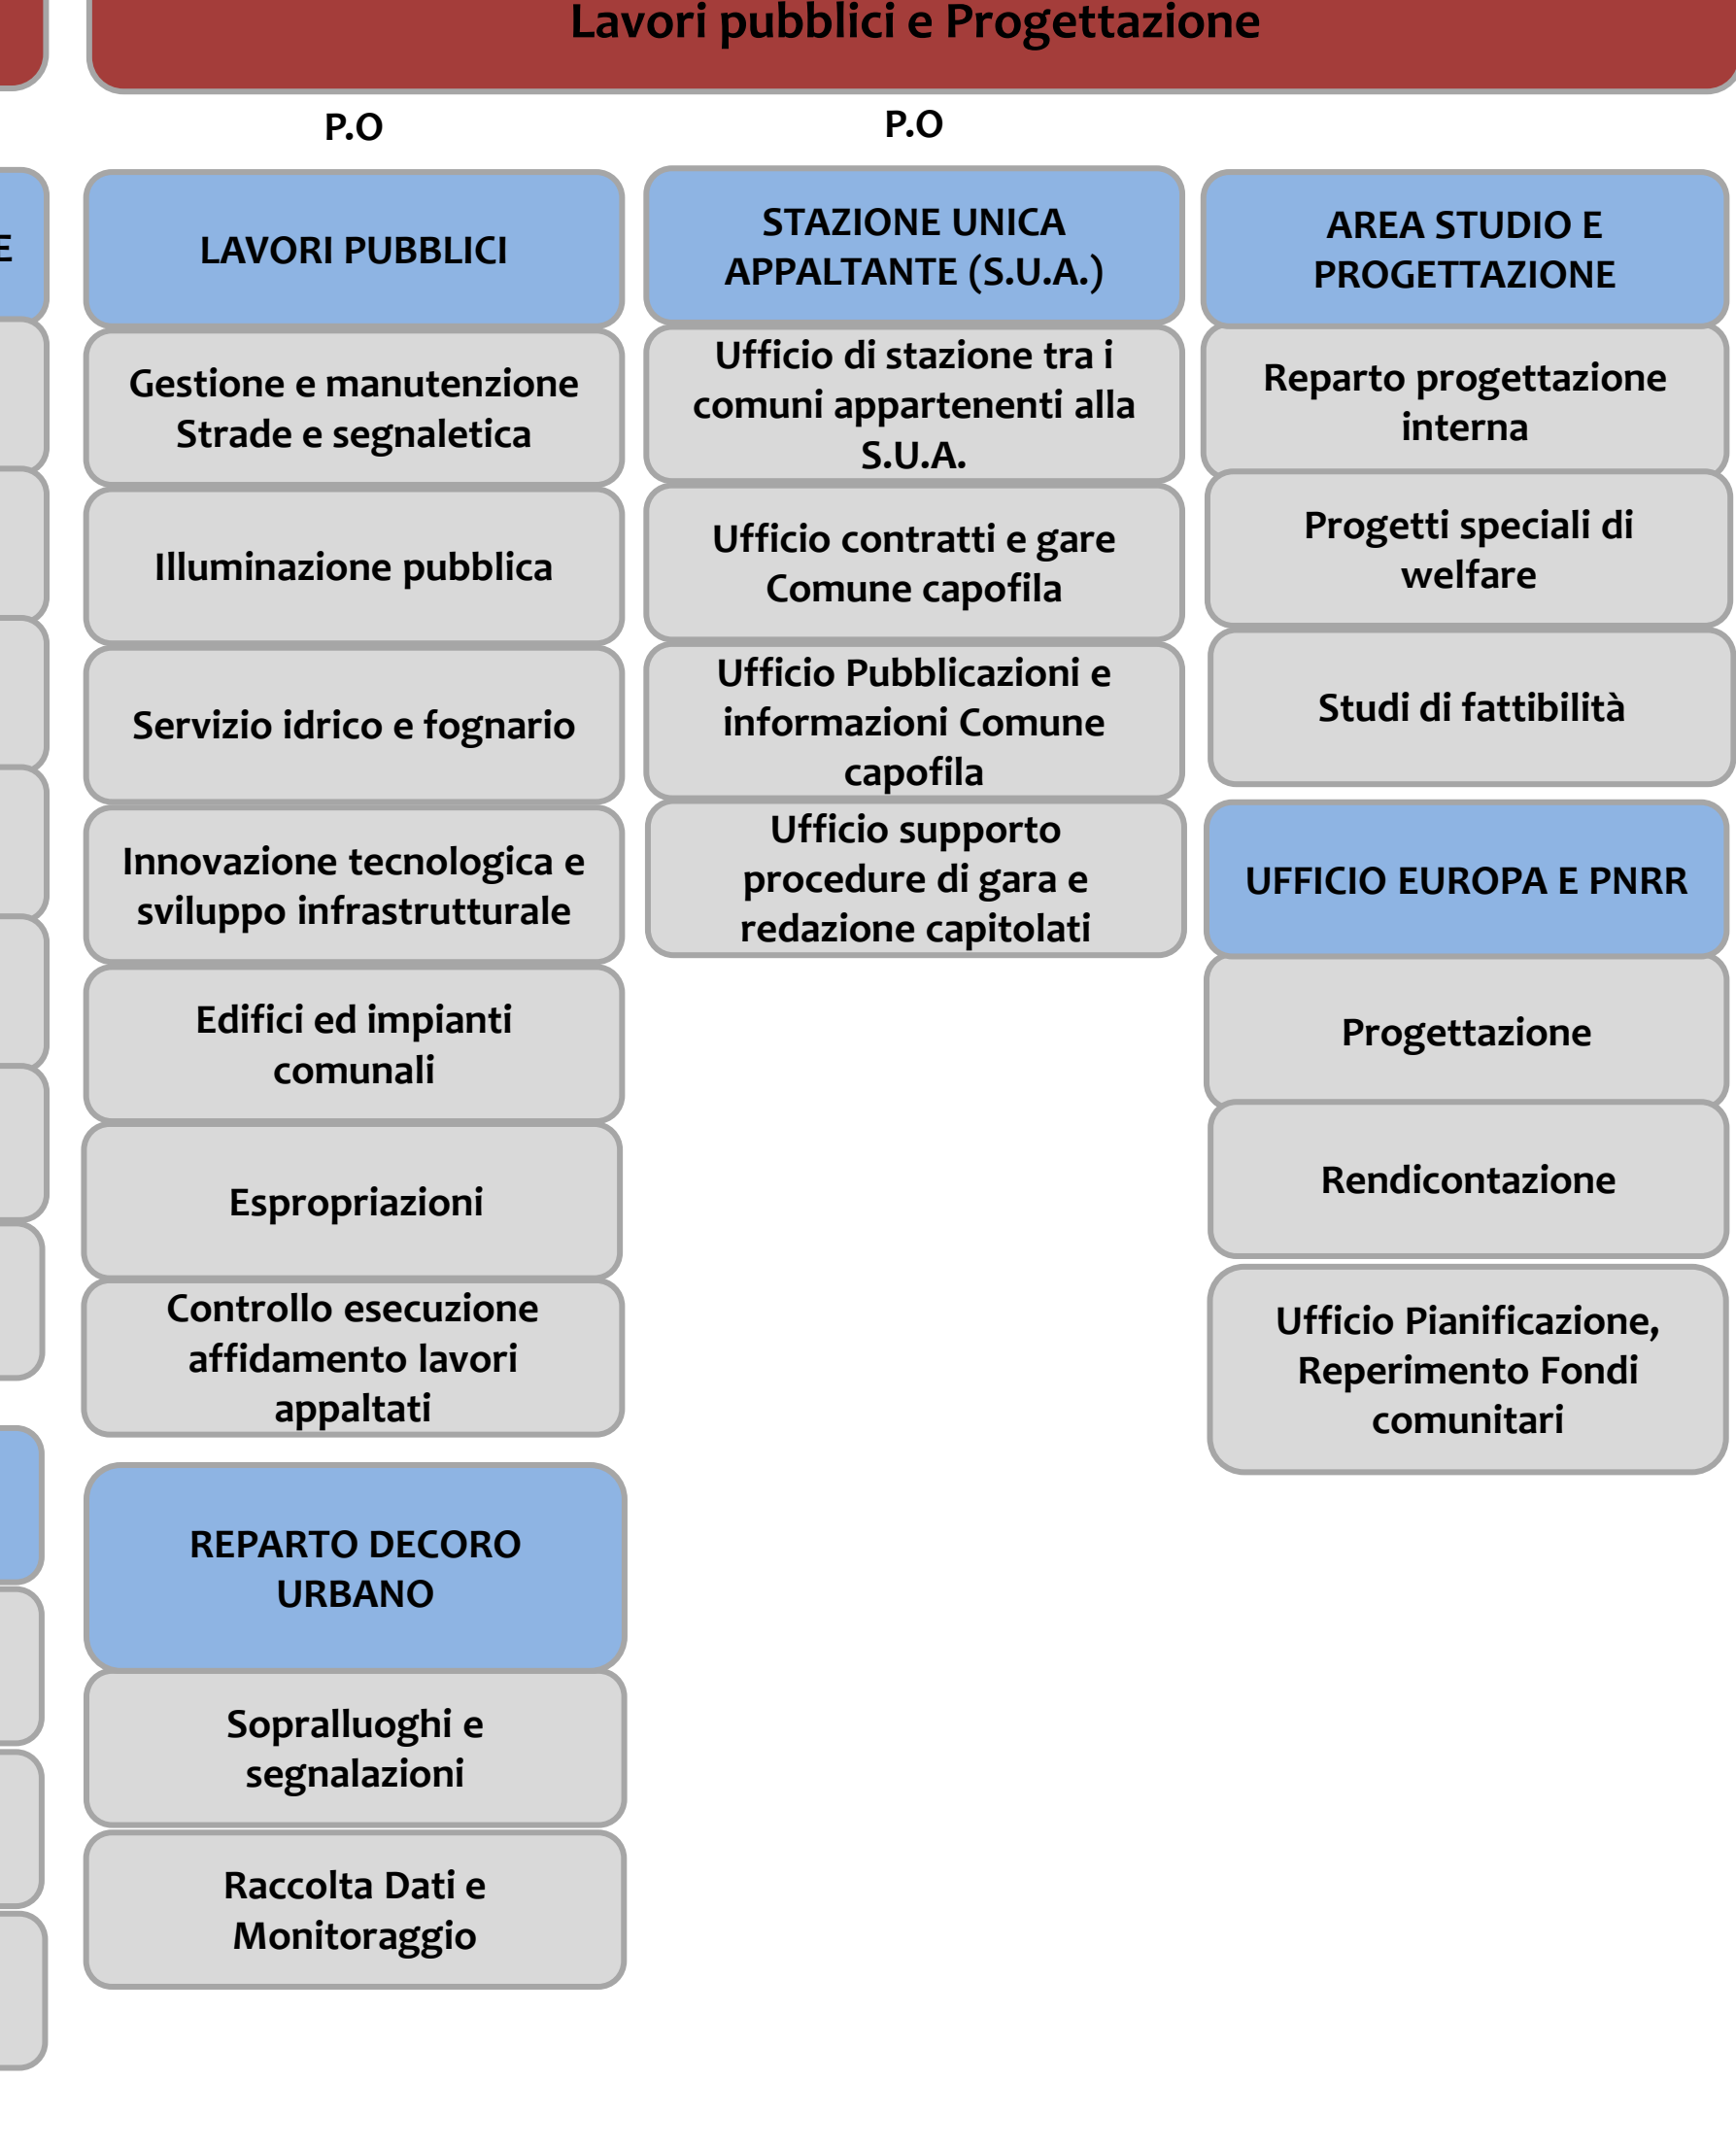 Lavori pubblici e Progettazione
P.O
P.O
E
LAVORI PUBBLICI
Gestione e manutenzione
Strade e segnaletica
Illuminazione pubblica
Servizio idrico e fognario
Innovazione tecnologica e
sviluppo infrastrutturale
Edifici ed impianti
comunali
Espropriazioni
Controllo esecuzione
affidamento lavori
appaltati
REPARTO DECORO
URBANO
Sopralluoghi e
segnalazioni
Raccolta Dati e
Monitoraggio
STAZIONE UNICA
APPALTANTE (S.U.A.)
Ufficio di stazione tra i
comuni appartenenti alla
S.U.A.
Ufficio contratti e gare
Comune capofila
Ufficio Pubblicazioni e
informazioni Comune
capofila
Ufficio supporto
procedure di gara e
redazione capitolati
AREA STUDIO E
PROGETTAZIONE
Reparto progettazione
interna
Progetti speciali di
welfare
Studi di fattibilità
UFFICIO EUROPA E PNRR
Progettazione
Rendicontazione
Ufficio Pianificazione,
Reperimento Fondi
comunitari